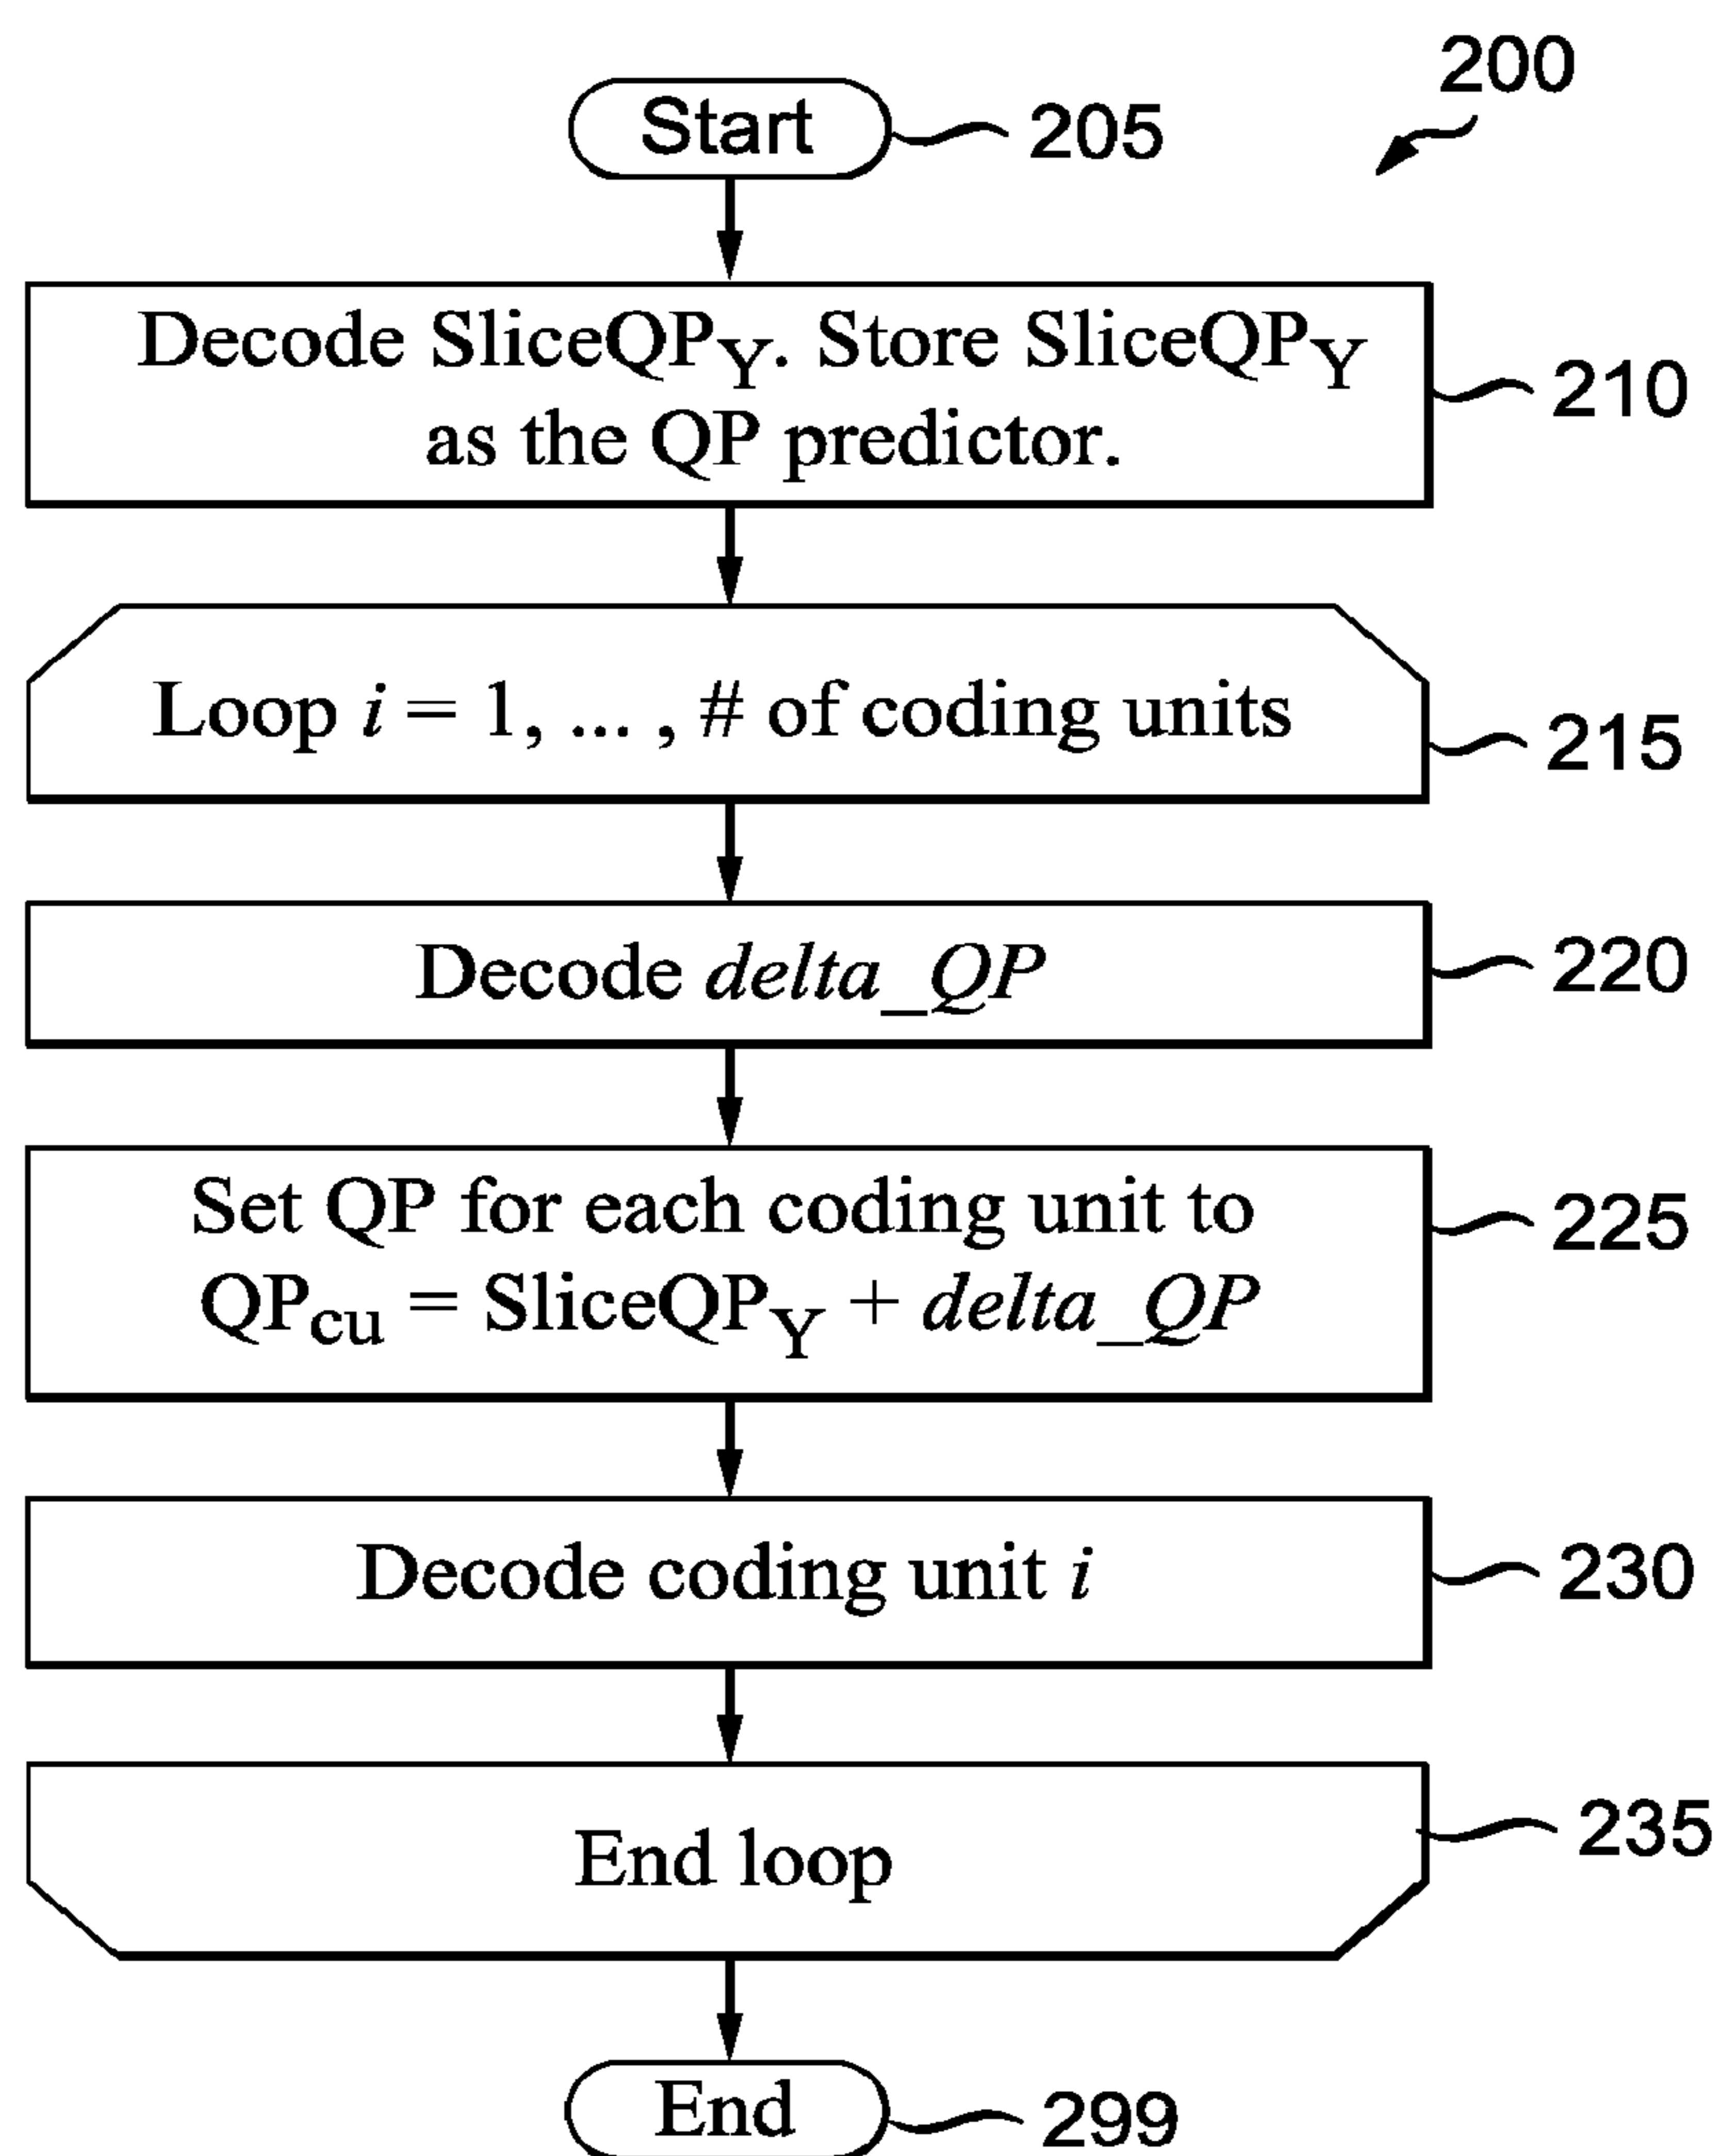 200
Start
205
Decode SliceQPY. Store SliceQPY
as the QP predictor.
210
Loop i = 1, ... , # of coding units
215
Decode delta_QP
220
Set QP for each coding unit to
QPcu = SliceQPY + delta_QP
225
Decode coding unit i
230
End loop
235
End
299